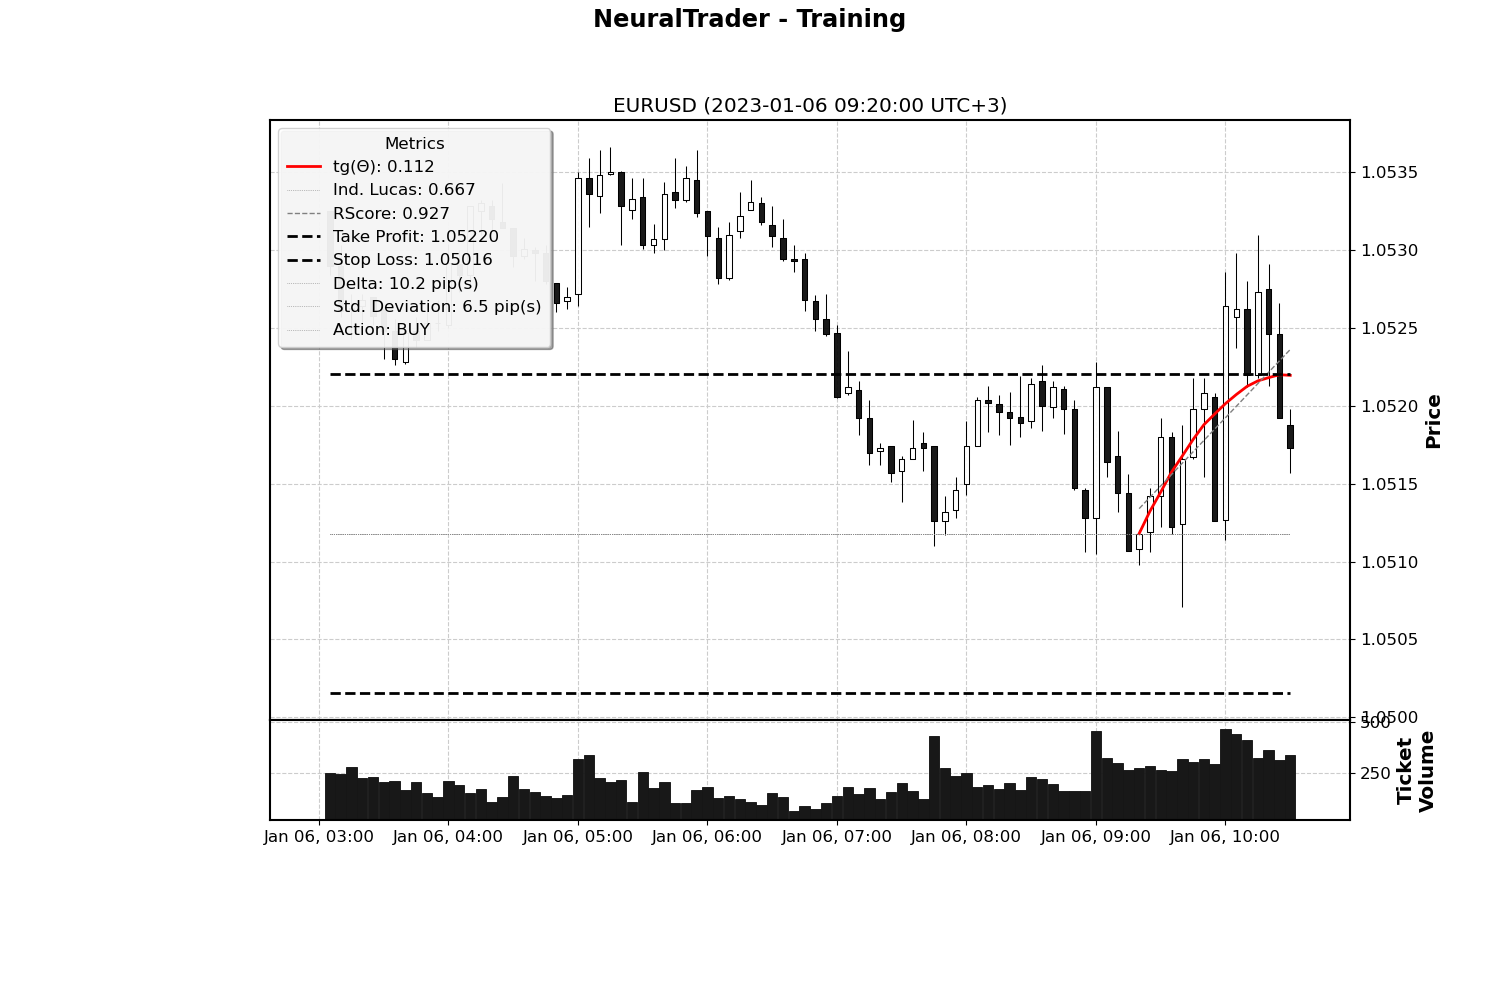 NeuralTrader - Training
EURUSD (2023-01-06 09:20:00 UTC+3)
Metrics
tg(Θ): 0.112
Ind. Lucas: 0.667
RScore: 0.927
Take Profit: 1.05220
Stop Loss: 1.05016
Delta: 10.2 pip(s)
Std. Deviation: 6.5 pip(s)
Action: BUY
1.0535
1.0530
1.0525
1.0520
1.0515
1.0510
1.0505
1.0500
Price
500
250
Ticket
Volume
Jan 06, 03:00
Jan 06, 04:00
Jan 06, 05:00
Jan 06, 06:00
Jan 06, 07:00
Jan 06, 08:00
Jan 06, 09:00
Jan 06, 10:00